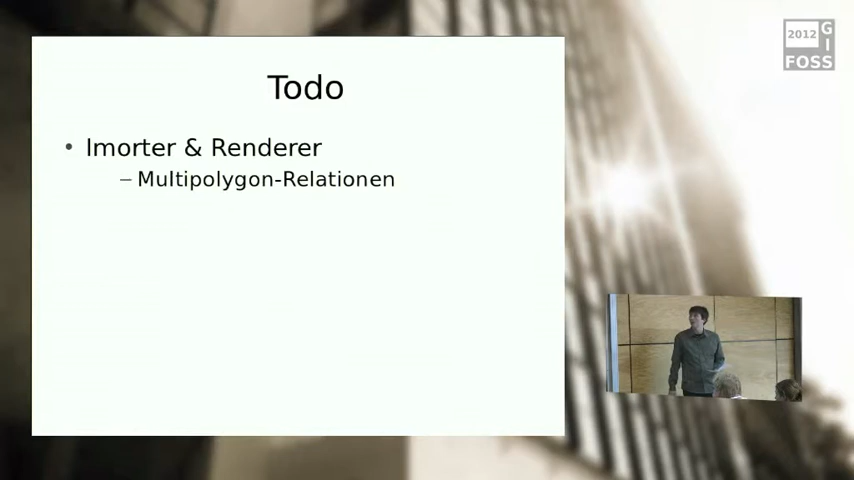 Todo
• Imorter & Renderer
– Multipolygon-Relationen
2012 G
I
FOSS